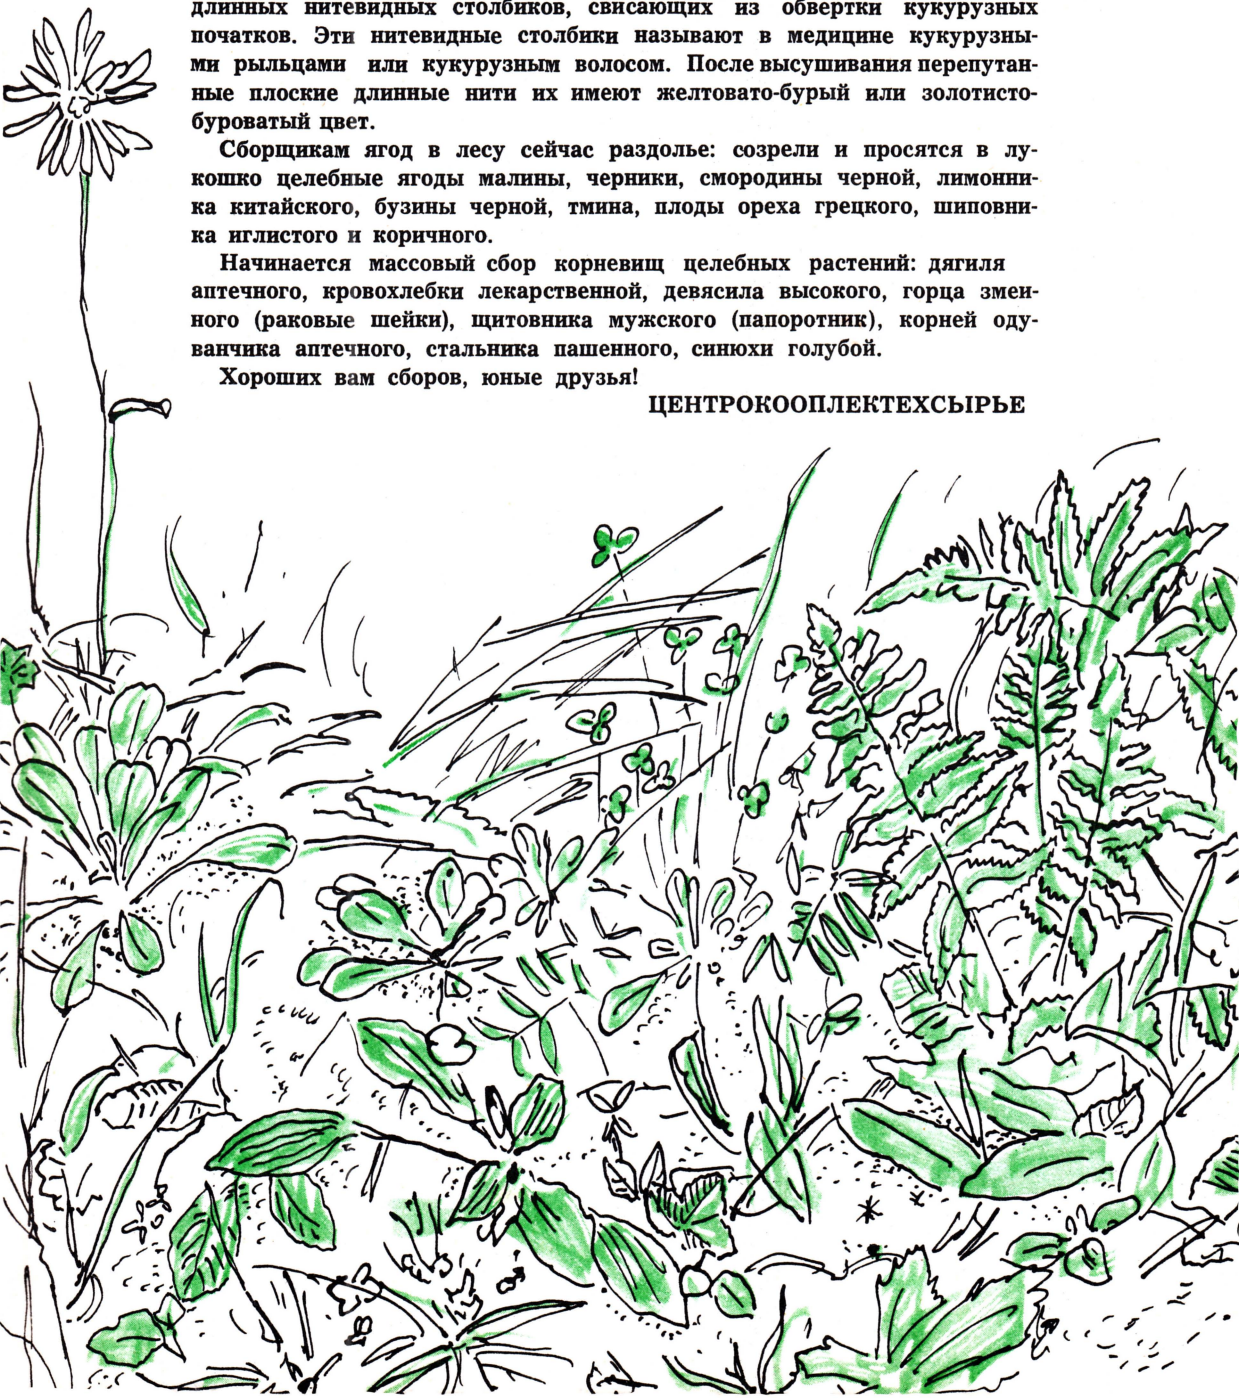 длинных нитевидных столбиков, свисающих из обвертки кукурузных
початков. Эти нитевидные столбики называют в медицине кукурузны-
ми рыльцами или кукурузным волосом. После высушивания перепутан-
ные плоские длинные нити их имеют желтовато-бурый или золотисто-
буроватый цвет.
Сборщикам ягод в лесу сейчас раздолье: созрели и просятся в лу-
кошко целебные ягоды малины, черники, смородины черной, лимонни-
ка китайского, бузины черной, тмина, плоды ореха грецкого, шиповни-
ка иглистого и коричного.
Начинается массовый сбор корневищ целебных растений: дягиля
аптечного, кровохлебки лекарственной, девясила высокого, горца змеи-
ного (раковые шейки), щитовника мужского (папоротник), корней оду-
ванчика аптечного, стальника пашенного, синюхи голубой.
Хороших вам сборов, юные друзья!
ЦЕНТРОКООПЛЕКТЕХСЫРЬЕ